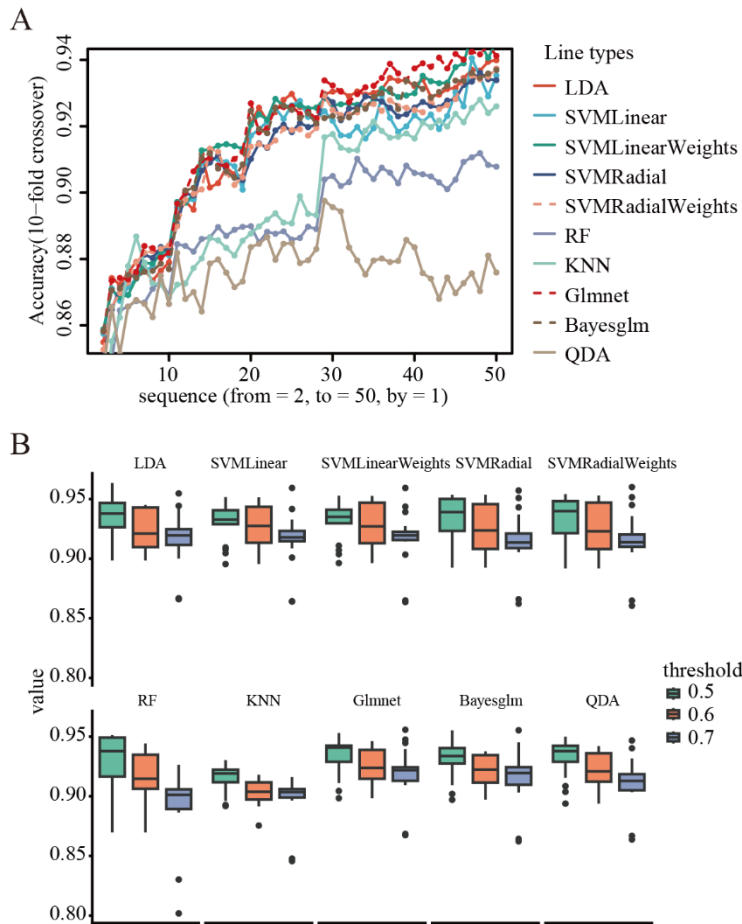 A
Accuracy(10-fold crossover)
0.94
0.92
0.90
0.88
0.86
10
20
30
40
50
sequence (from = 2, to = 50, by = 1)
Line types
LDA
SVMLinear
SVMLinearWeights
SVMRadial
SVMRadialWeights
RF
KNN
Glmnet
Bayesglm
QDA
B
LDA SVMLinear SVMLinearWeights SVMRadial SVMRadialWeights
0.95
0.90
0.85
0.80
value
RF KNN Glmnet Bayesglm QDA
0.95
0.90
0.85
0.80
threshold
0.5
0.6
0.7